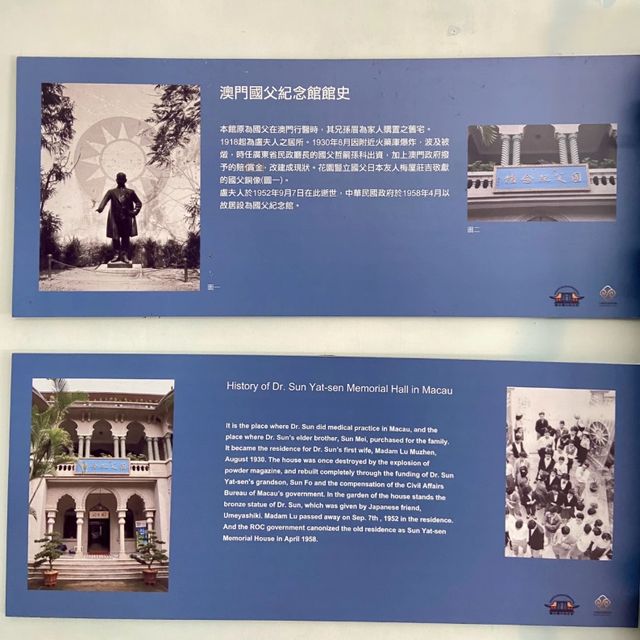 澳門國父紀念館館史
本館原為國父在澳門行醫時，其兄孫眉為家人購置之舊宅。
1918起為盧夫人之居所。1930年8月因附近火藥庫爆炸，波及被
燬，時任廣東省民政廳長的國父哲嗣孫科出資，加上澳門政府撥
予的賠償金，改建成現狀。花園豎立國父日本友人梅屋莊吉敬獻
的國父銅像(圖一)。
盧夫人於1952年9月7日在此逝世，中華民國政府於1958年4月以
故居設為國父紀念館。
圖一
館念紀父國
圖二
History of Dr. Sun Yat-sen Memorial Hall in Macau
It is the place where Dr. Sun did medical practice in Macau, and the
place where Dr. Sun's elder brother, Sun Mei, purchased for the family.
It became the residence for Dr. Sun's first wife, Madam Lu Muzhen,
August 1930. The house was once destroyed by the explosion of
powder magazine, and rebuilt completely through the funding of Dr. Sun
Yat-sen's grandson, Sun Fo and the compensation of the Civil Affairs
Bureau of Macau's government. In the garden of the house stands the
bronze statue of Dr. Sun, which was given by Japanese friend,
Umeyashiki. Madam Lu passed away on Sep. 7th , 1952 in the residence.
And the ROC government canonized the old residence as Sun Yat-sen
Memorial House in April 1958.